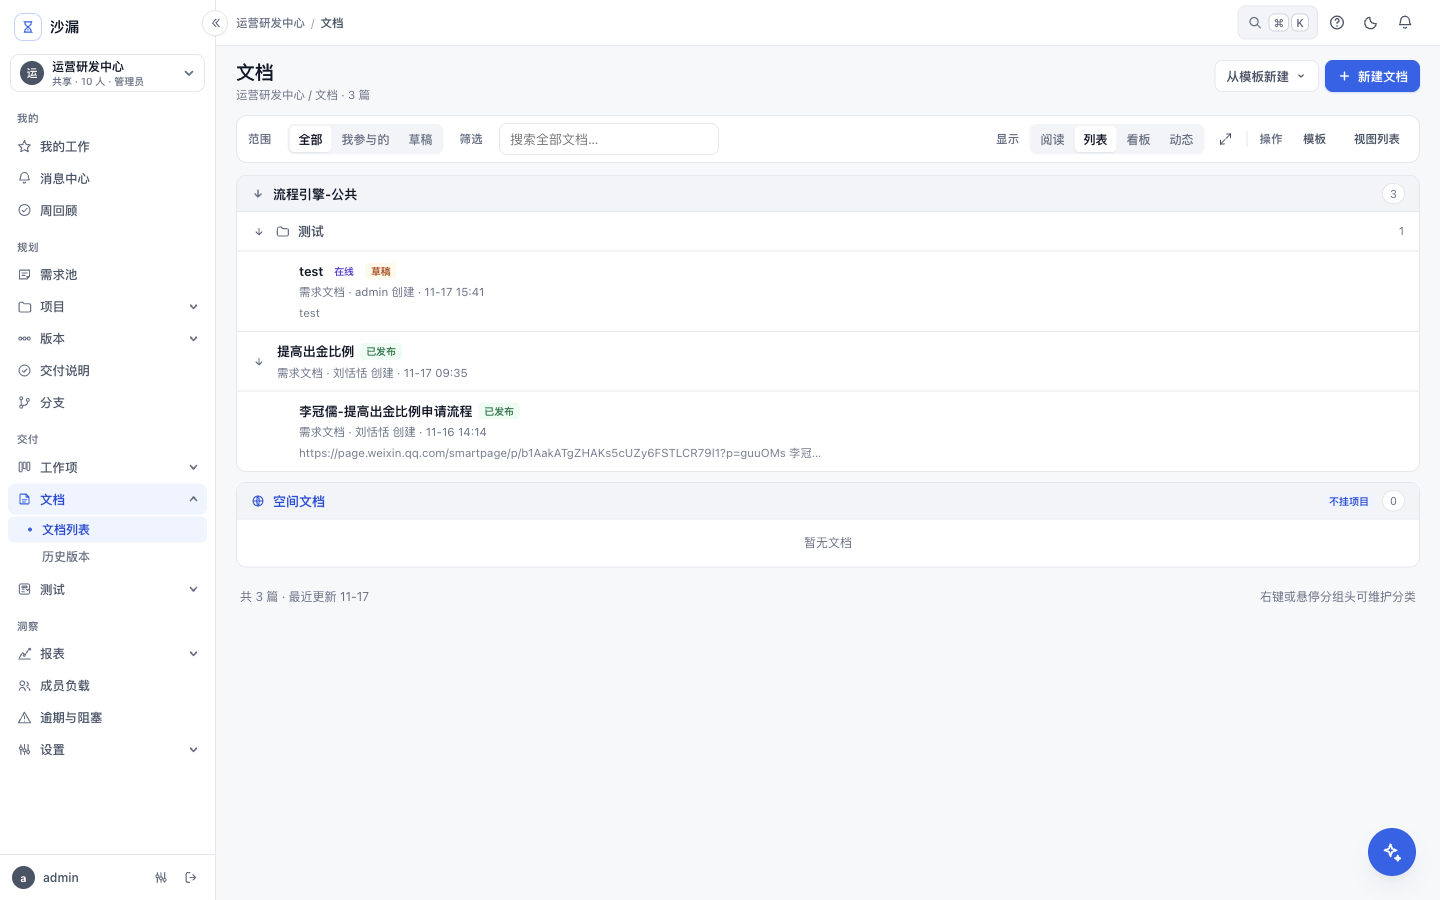 沙漏
运营研发中心 / 文档
⌘ K
运 运营研发中心
共享 · 10 人 · 管理员
我的
我的工作
消息中心
周回顾
规划
需求池
项目
版本
交付说明
分支
交付
工作项
文档
文档列表
历史版本
测试
洞察
报表
成员负载
逾期与阻塞
设置
a admin
文档
运营研发中心 / 文档 · 3 篇
从模板新建
+ 新建文档
范围 全部 我参与的 草稿 筛选 搜索全部文档... 显示 阅读 列表 看板 动态 操作 模板 视图列表
流程引擎-公共 3
测试 1
test 在线 草稿
需求文档 · admin 创建 · 11-17 15:41
test
提高出金比例 已发布
需求文档 · 刘恬恬 创建 · 11-17 09:35
李冠儒-提高出金比例申请流程 已发布
需求文档 · 刘恬恬 创建 · 11-16 14:14
https://page.weixin.qq.com/smartpage/p/b1AakATgZHAKs5cUZy6FSTLCR79I1?p=guuOMs 李冠...
空间文档 不挂项目 0
暂无文档
共 3 篇 · 最近更新 11-17
右键或悬停分组头可维护分类